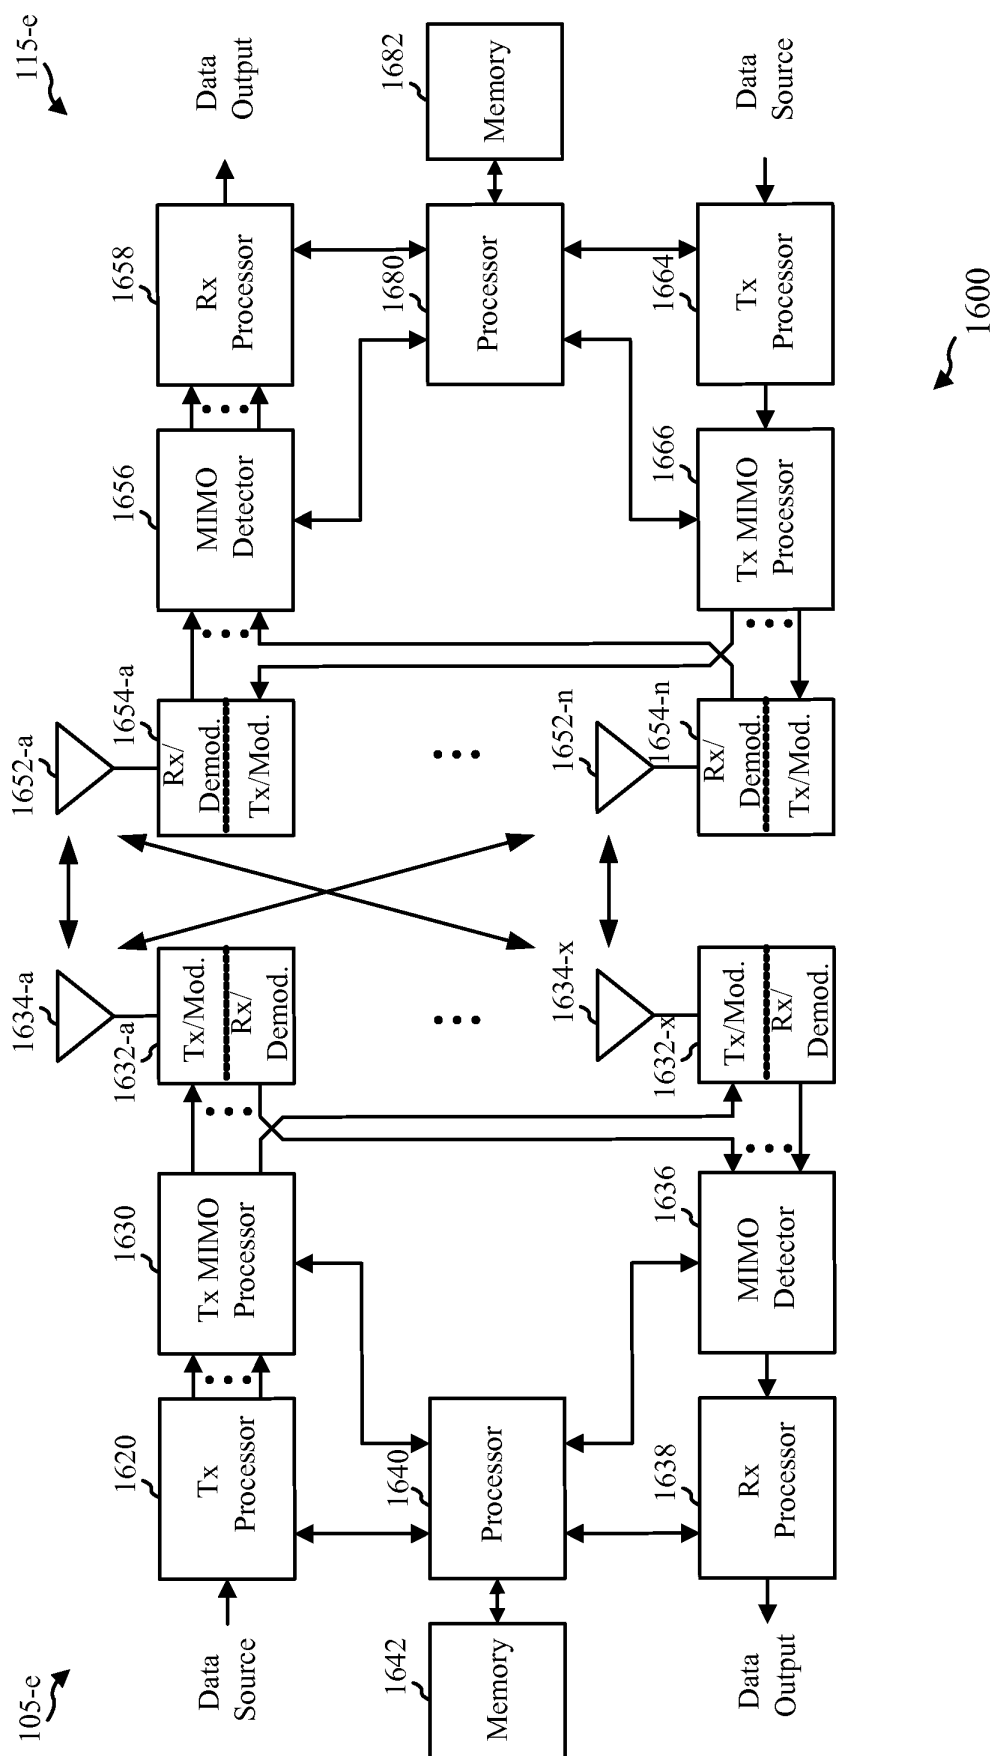 105-e
115-e
1634-a
1652-a
Data
Source
1620
Tx
Processor
1630
Tx MIMO
Processor
1632-a
Tx/Mod.
Rx/
Demod.
1654-a
Rx/
Demod.
Tx/Mod.
1656
MIMO
Detector
1658
Rx
Processor
Data
Output
1642
Memory
1640
Processor
1680
Processor
1682
Memory
1634-x
1652-n
Data
Output
1638
Rx
Processor
1636
MIMO
Detector
1632-x
Tx/Mod.
Rx/
Demod.
1654-n
Rx/
Demod.
Tx/Mod.
1666
Tx MIMO
Processor
1664
Tx
Processor
Data
Source
1600